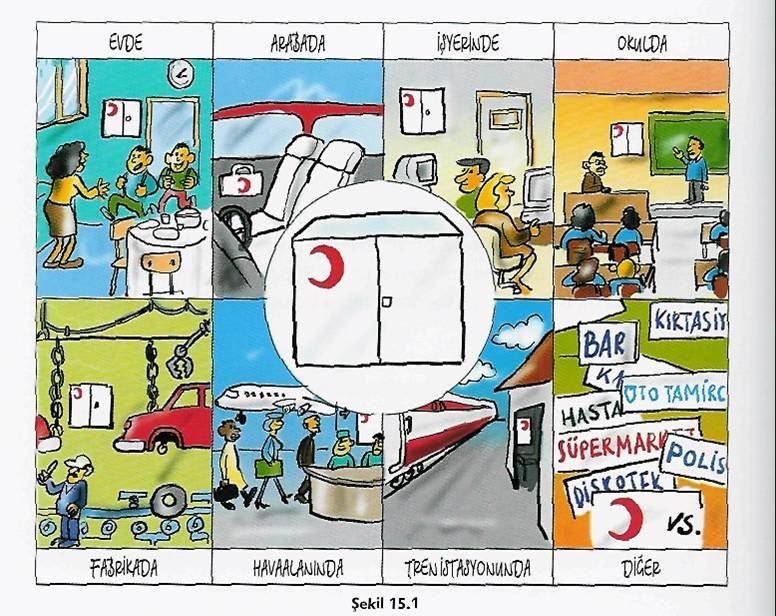 EVDE
ARABADA
İŞYERİNDE
OKULDA
KIRTASİY
BAR
KI
OTO TAMİRC
HASTA
SÜPERMARKET
POLİS
DİSKOTEK
VS.
FABRİKADA
HAVAALANINDA
TREN İSTASYONUNDA
DİĞER
Şekil 15.1